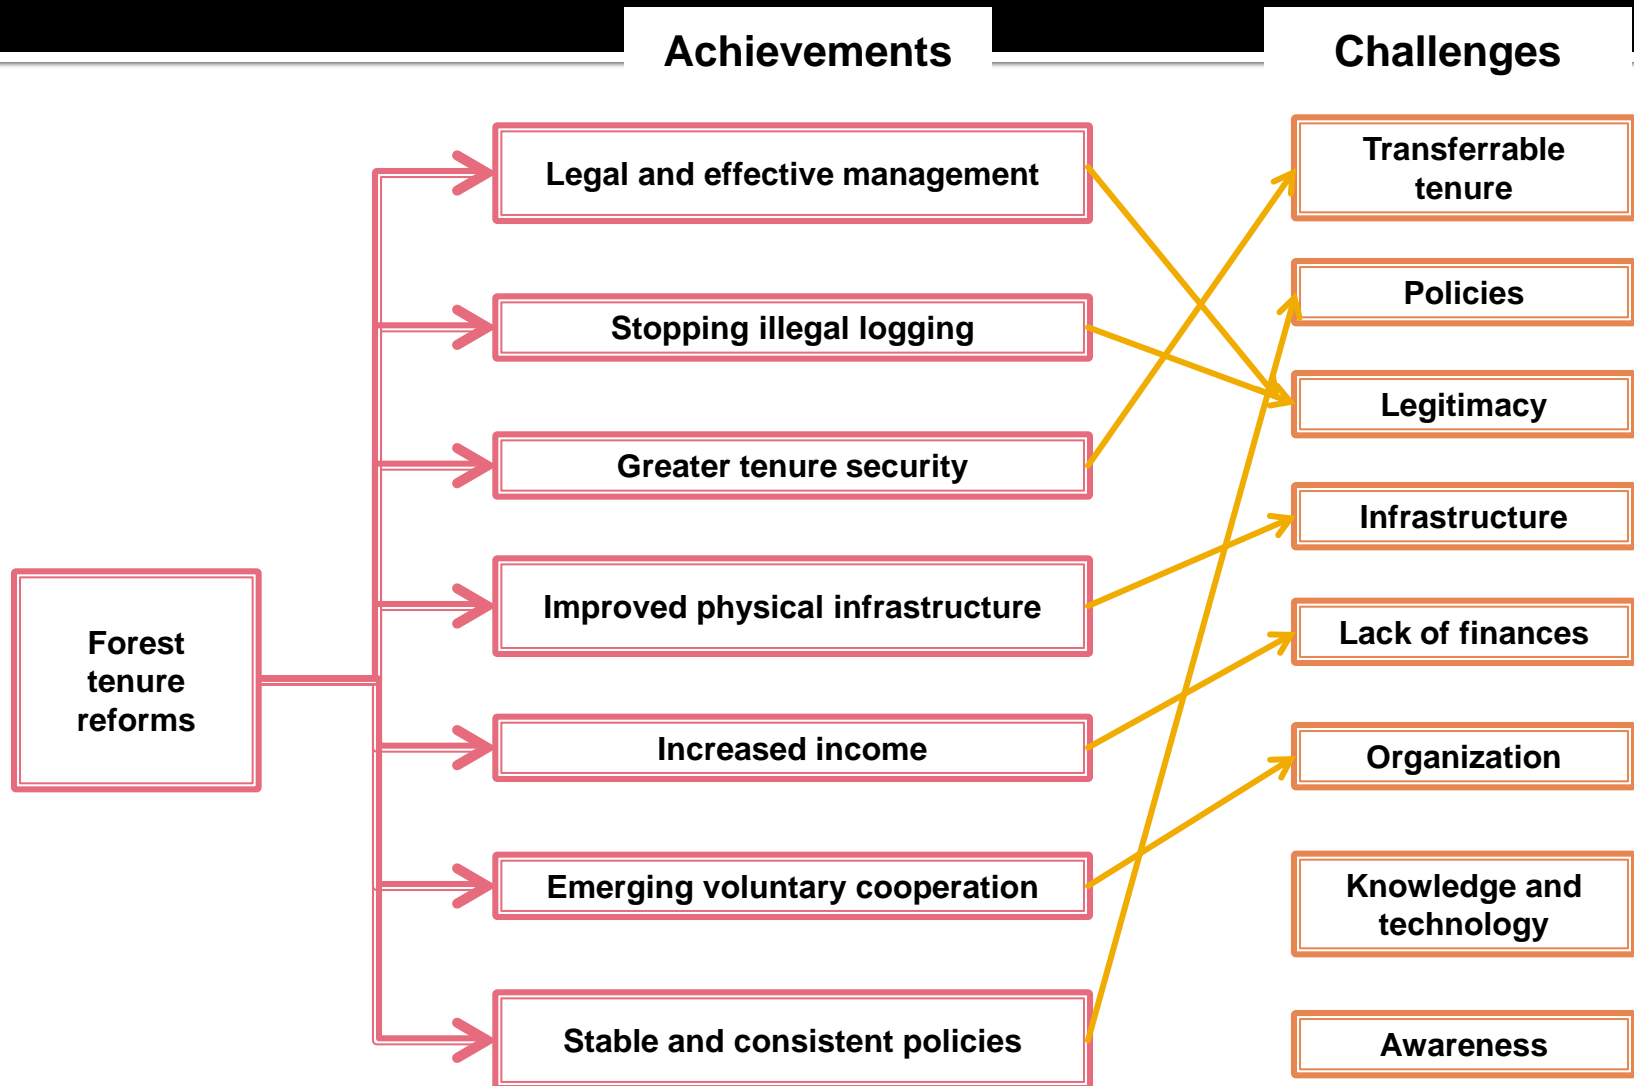 Achievements
Challenges
Forest
tenure
reforms
Legal and effective management
Stopping illegal logging
Greater tenure security
Improved physical infrastructure
Increased income
Emerging voluntary cooperation
Stable and consistent policies
Transferrable
tenure
Policies
Legitimacy
Infrastructure
Lack of finances
Organization
Knowledge and
technology
Awareness